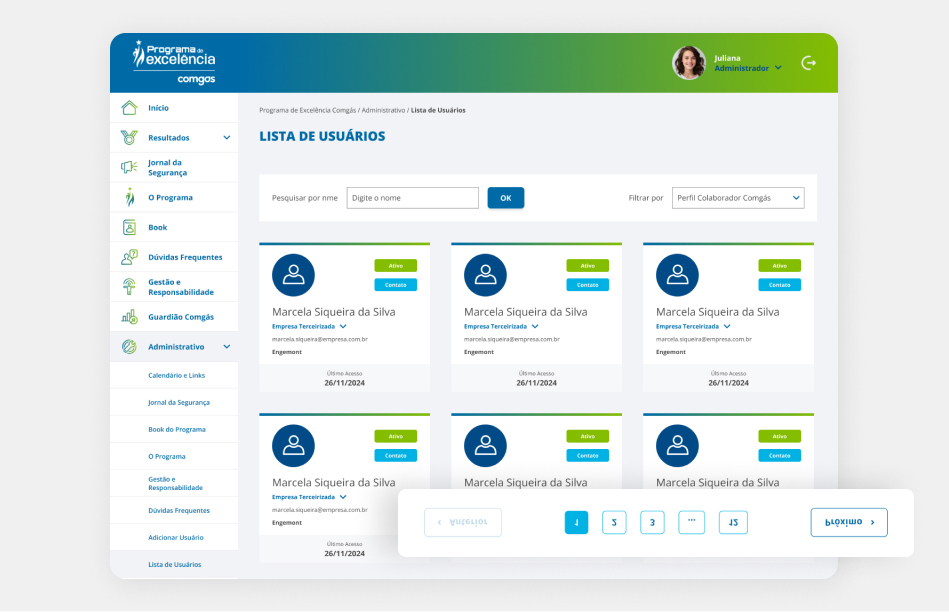 Programa de
excelência
comgas
Juliana
Administrador
Início
Resultados
Jornal da
Segurança
O Programa
Book
Dúvidas Frequentes
Gestão e
Responsabilidade
Guardião Comgás
Administrativo
Calendário e Links
Jornal da Segurança
Book do Programa
O Programa
Gestão e
Responsabilidade
Dúvidas Frequentes
Adicionar Usuário
Lista de Usuários
Programa de Excelência Comgás / Administrativo / Lista de Usuários
LISTA DE USUÁRIOS
Pesquisar por nme
Digite o nome
OK
Filtrar por
Perfil Colaborador Comgás
Ativo
Contato
Marcela Siqueira da Silva
Empresa Terceirizada
marcela.siqueira@empresa.com.br
Engemont
Último Acesso
26/11/2024
Ativo
Contato
Marcela Siqueira da Silva
Empresa Terceirizada
marcela.siqueira@empresa.com.br
Engemont
Último Acesso
26/11/2024
Ativo
Contato
Marcela Siqueira da Silva
Empresa Terceirizada
marcela.siqueira@empresa.com.br
Engemont
Último Acesso
26/11/2024
Ativo
Contato
Marcela Siqueira da Silva
Empresa Terceirizada
marcela.siqueira@empresa.com.br
Engemont
Último Acesso
26/11/2024
Ativo
Contato
Marcela Siqueira da Silva
Ativo
Contato
Marcela Siqueira da Silva
‹ Anterior
1 2 3 ... 12
Próximo ›